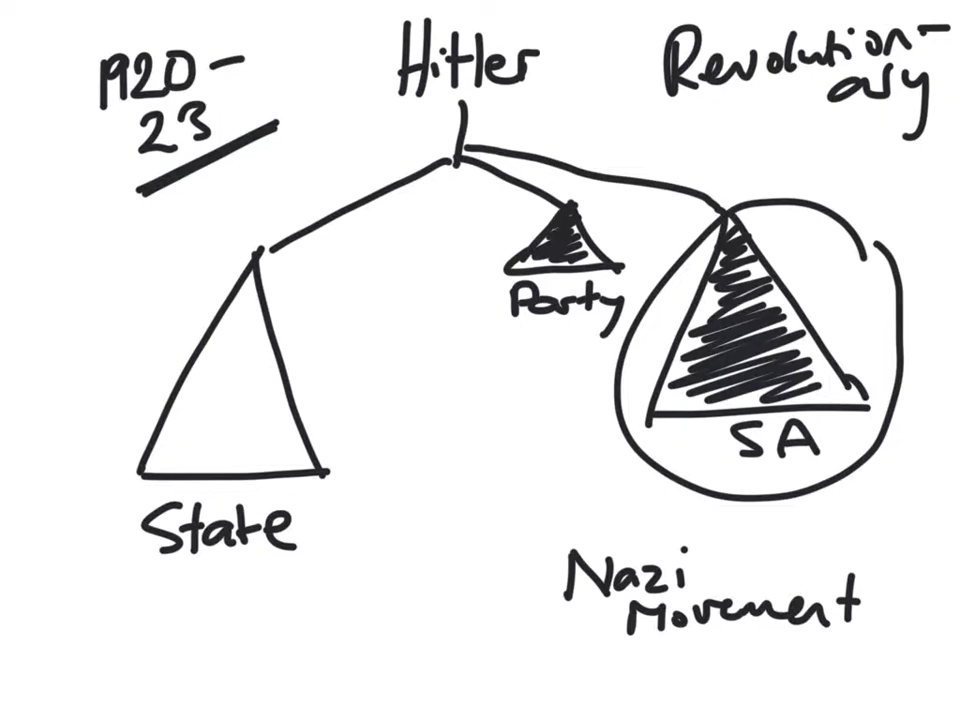 1920-
23
Hitler
Revolution-
ary
Party
SA
State
Nazi
Movement